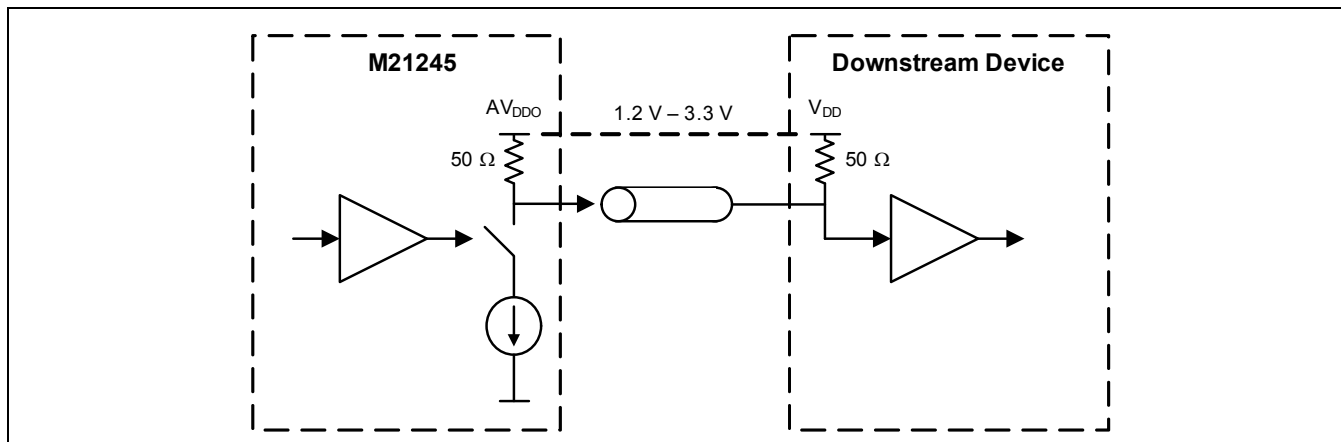 M21245
Downstream Device
AVDDO
1.2 V – 3.3 V
VDD
50 Ω
50 Ω